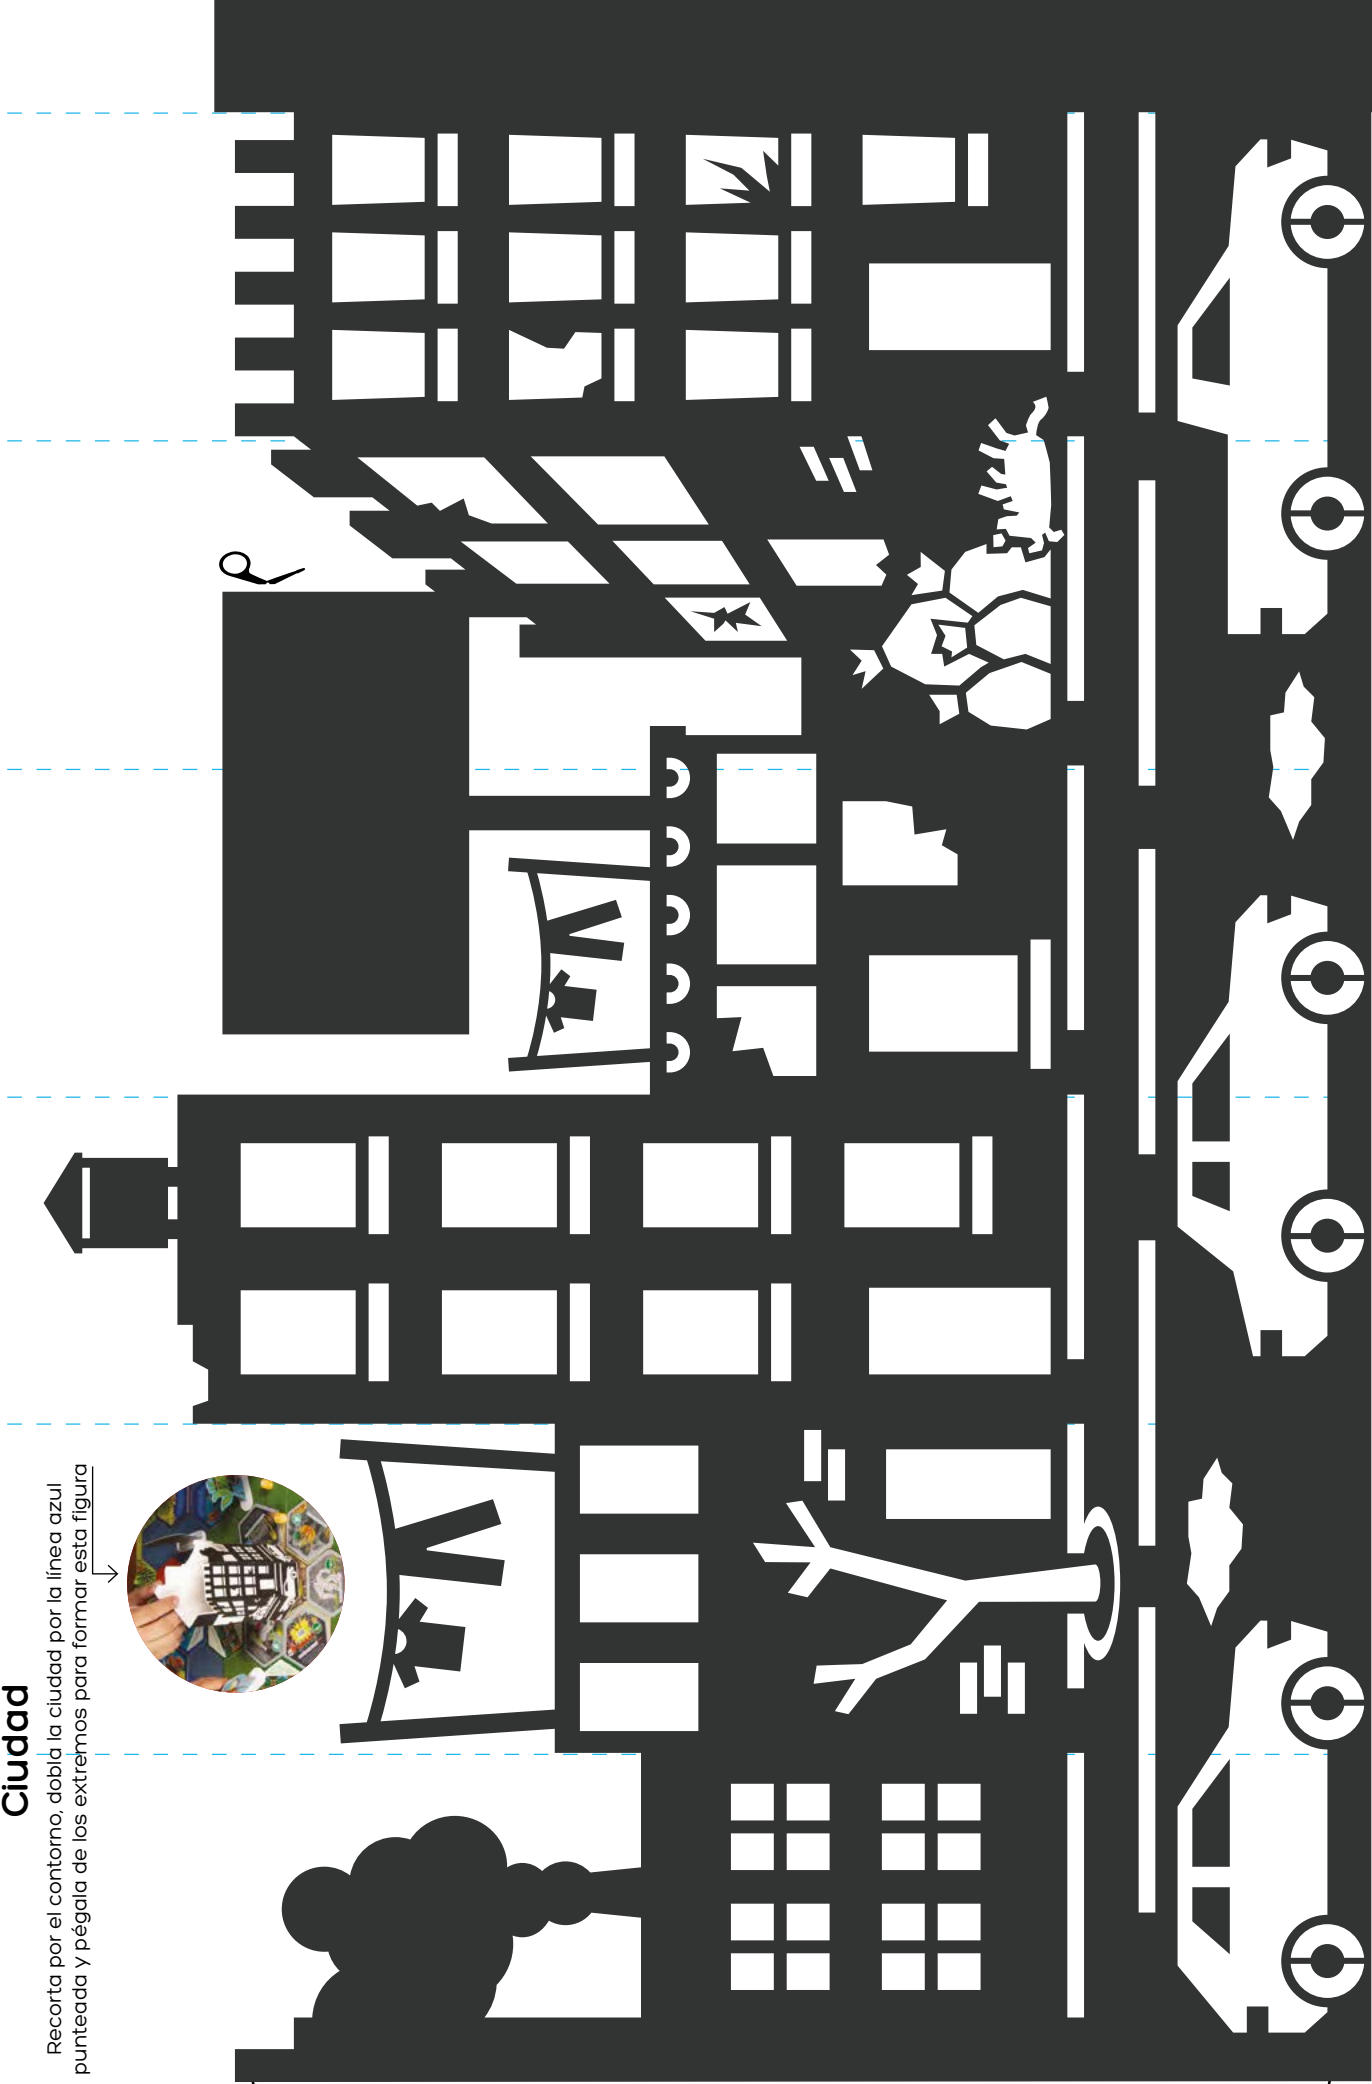 Ciudad
Recorta por el contorno, dobla la ciudad por la línea azul
punteada y pégala de los extremos para formar esta figura